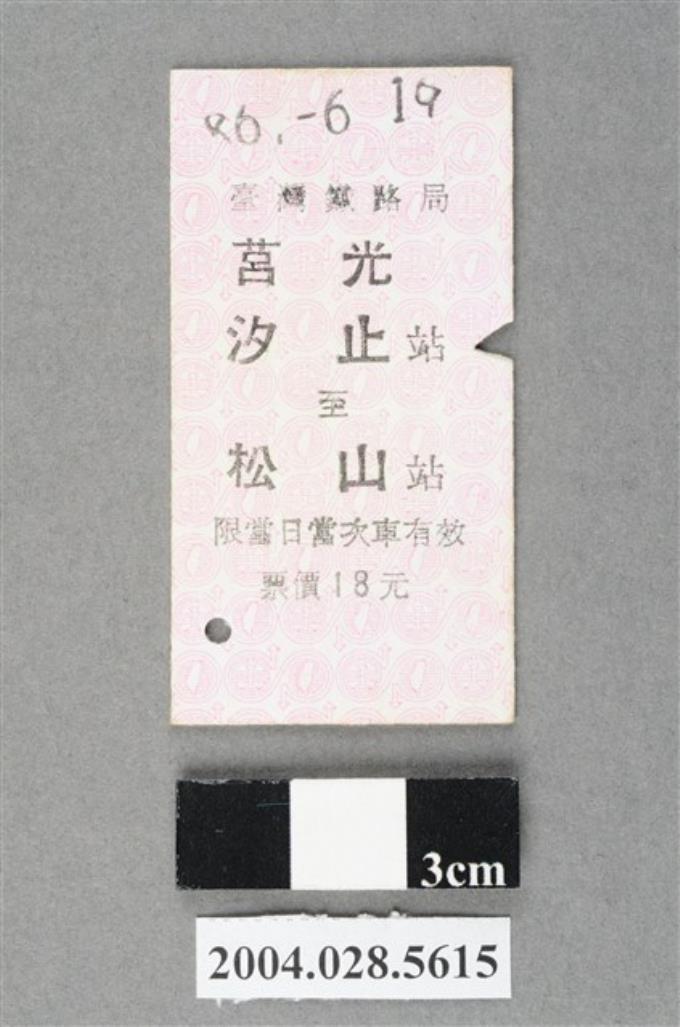 86.-6 19
臺灣鐵路局
莒光
汐止站
至
松山站
限當日當次車有效
票價18元
3cm
2004.028.5615